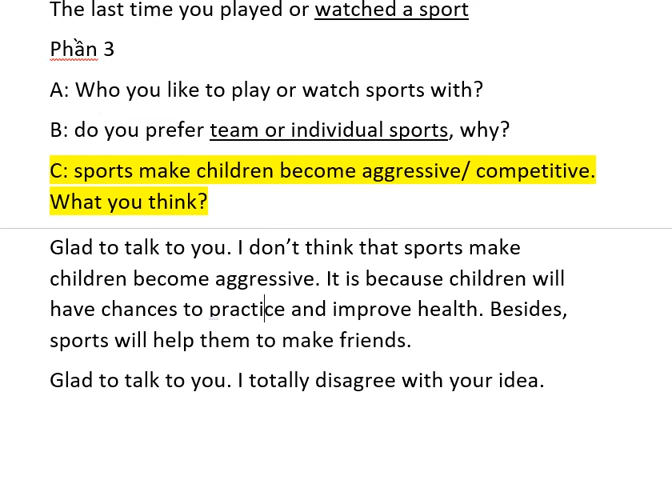 The last time you played or watched a sport
Phần 3
A: Who you like to play or watch sports with?
B: do you prefer team or individual sports, why?
C: sports make children become aggressive/ competitive.
What you think?
Glad to talk to you. I don’t think that sports make
children become aggressive. It is because children will
have chances to practice and improve health. Besides,
sports will help them to make friends.
Glad to talk to you. I totally disagree with your idea.